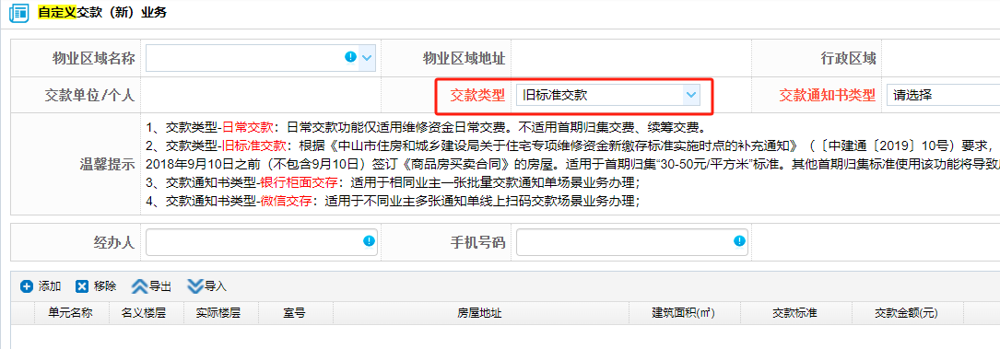 自定义交款（新）业务
物业区域名称 物业区域地址 行政区域
交款单位/个人 交款类型 旧标准交款 交款通知书类型 请选择
温馨提示
1、交款类型-日常交款：日常交款功能仅适用维修资金日常交费。不适用首期归集交费、续筹交费。
2、交款类型-旧标准交款：根据《中山市住房和城乡建设局关于住宅专项维修资金新缴存标准实施时点的补充通知》（〔中建通〔2019〕10号）要求，
2018年9月10日之前（不包含9月10日）签订《商品房买卖合同》的房屋。适用于首期归集“30-50元/平方米”标准。其他首期归集标准使用该功能将导致
3、交款通知书类型-银行柜面交存：适用于相同业主一张批量交款通知单场景业务办理；
4、交款通知书类型-微信交存：适用于不同业主多张通知单线上扫码交款场景业务办理；
经办人 手机号码
添加 移除 导出 导入
单元名称 名义楼层 实际楼层 室号 房屋地址 建筑面积(㎡) 交款标准 交款金额(元)